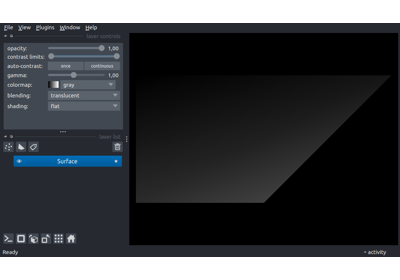 File View Plugins Window Help
layer controls
opacity: 1,00
contrast limits:
auto-contrast: once continuous
gamma: 1,00
colormap: gray
blending: translucent
shading: flat
layer list
Surface
Ready
activity